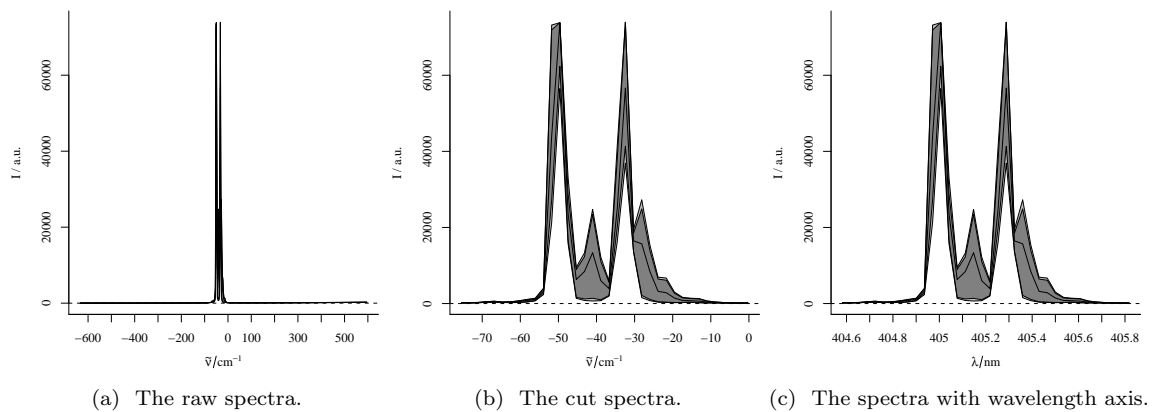 I / a.u.
0 20000 40000 60000
−600 −400 −200 0 100 300 500
ṽ/cm⁻¹
(a) The raw spectra.
I / a.u.
0 20000 40000 60000
−70 −60 −50 −40 −30 −20 −10 0
ṽ/cm⁻¹
(b) The cut spectra.
I / a.u.
0 20000 40000 60000
404.6 404.8 405 405.2 405.4 405.6 405.8
λ/nm
(c) The spectra with wavelength axis.